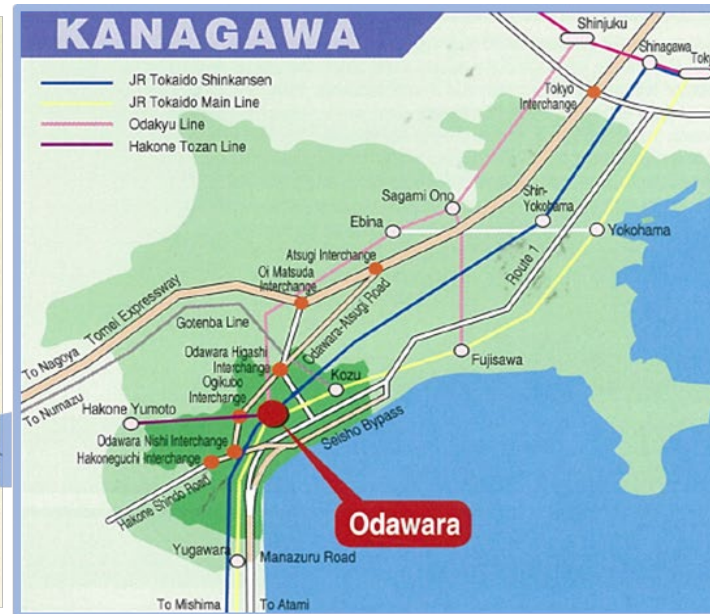 KANAGAWA
JR Tokaido Shinkansen
JR Tokaido Main Line
Odakyu Line
Hakone Tozan Line
Shinjuku
Shinagawa
Tokyo
Interchange
Sagami Ono
Shin-
Yokohama
Ebina
Yokohama
Atsugi Interchange
Oi Matsuda
Interchange
Route 1
Tomei Expressway
Odawara-Atsugi Road
Gotenba Line
Odawara Higashi
Interchange
Fujisawa
To Nagoya
Kozu
Ogikubo
Interchange
To Numazu
Hakone Yumoto
Seisho Bypass
Odawara Nishi Interchange
Hakoneguchi Interchange
Hakone Shindo Road
Odawara
Yugawara
Manazuru Road
To Mishima
To Atami